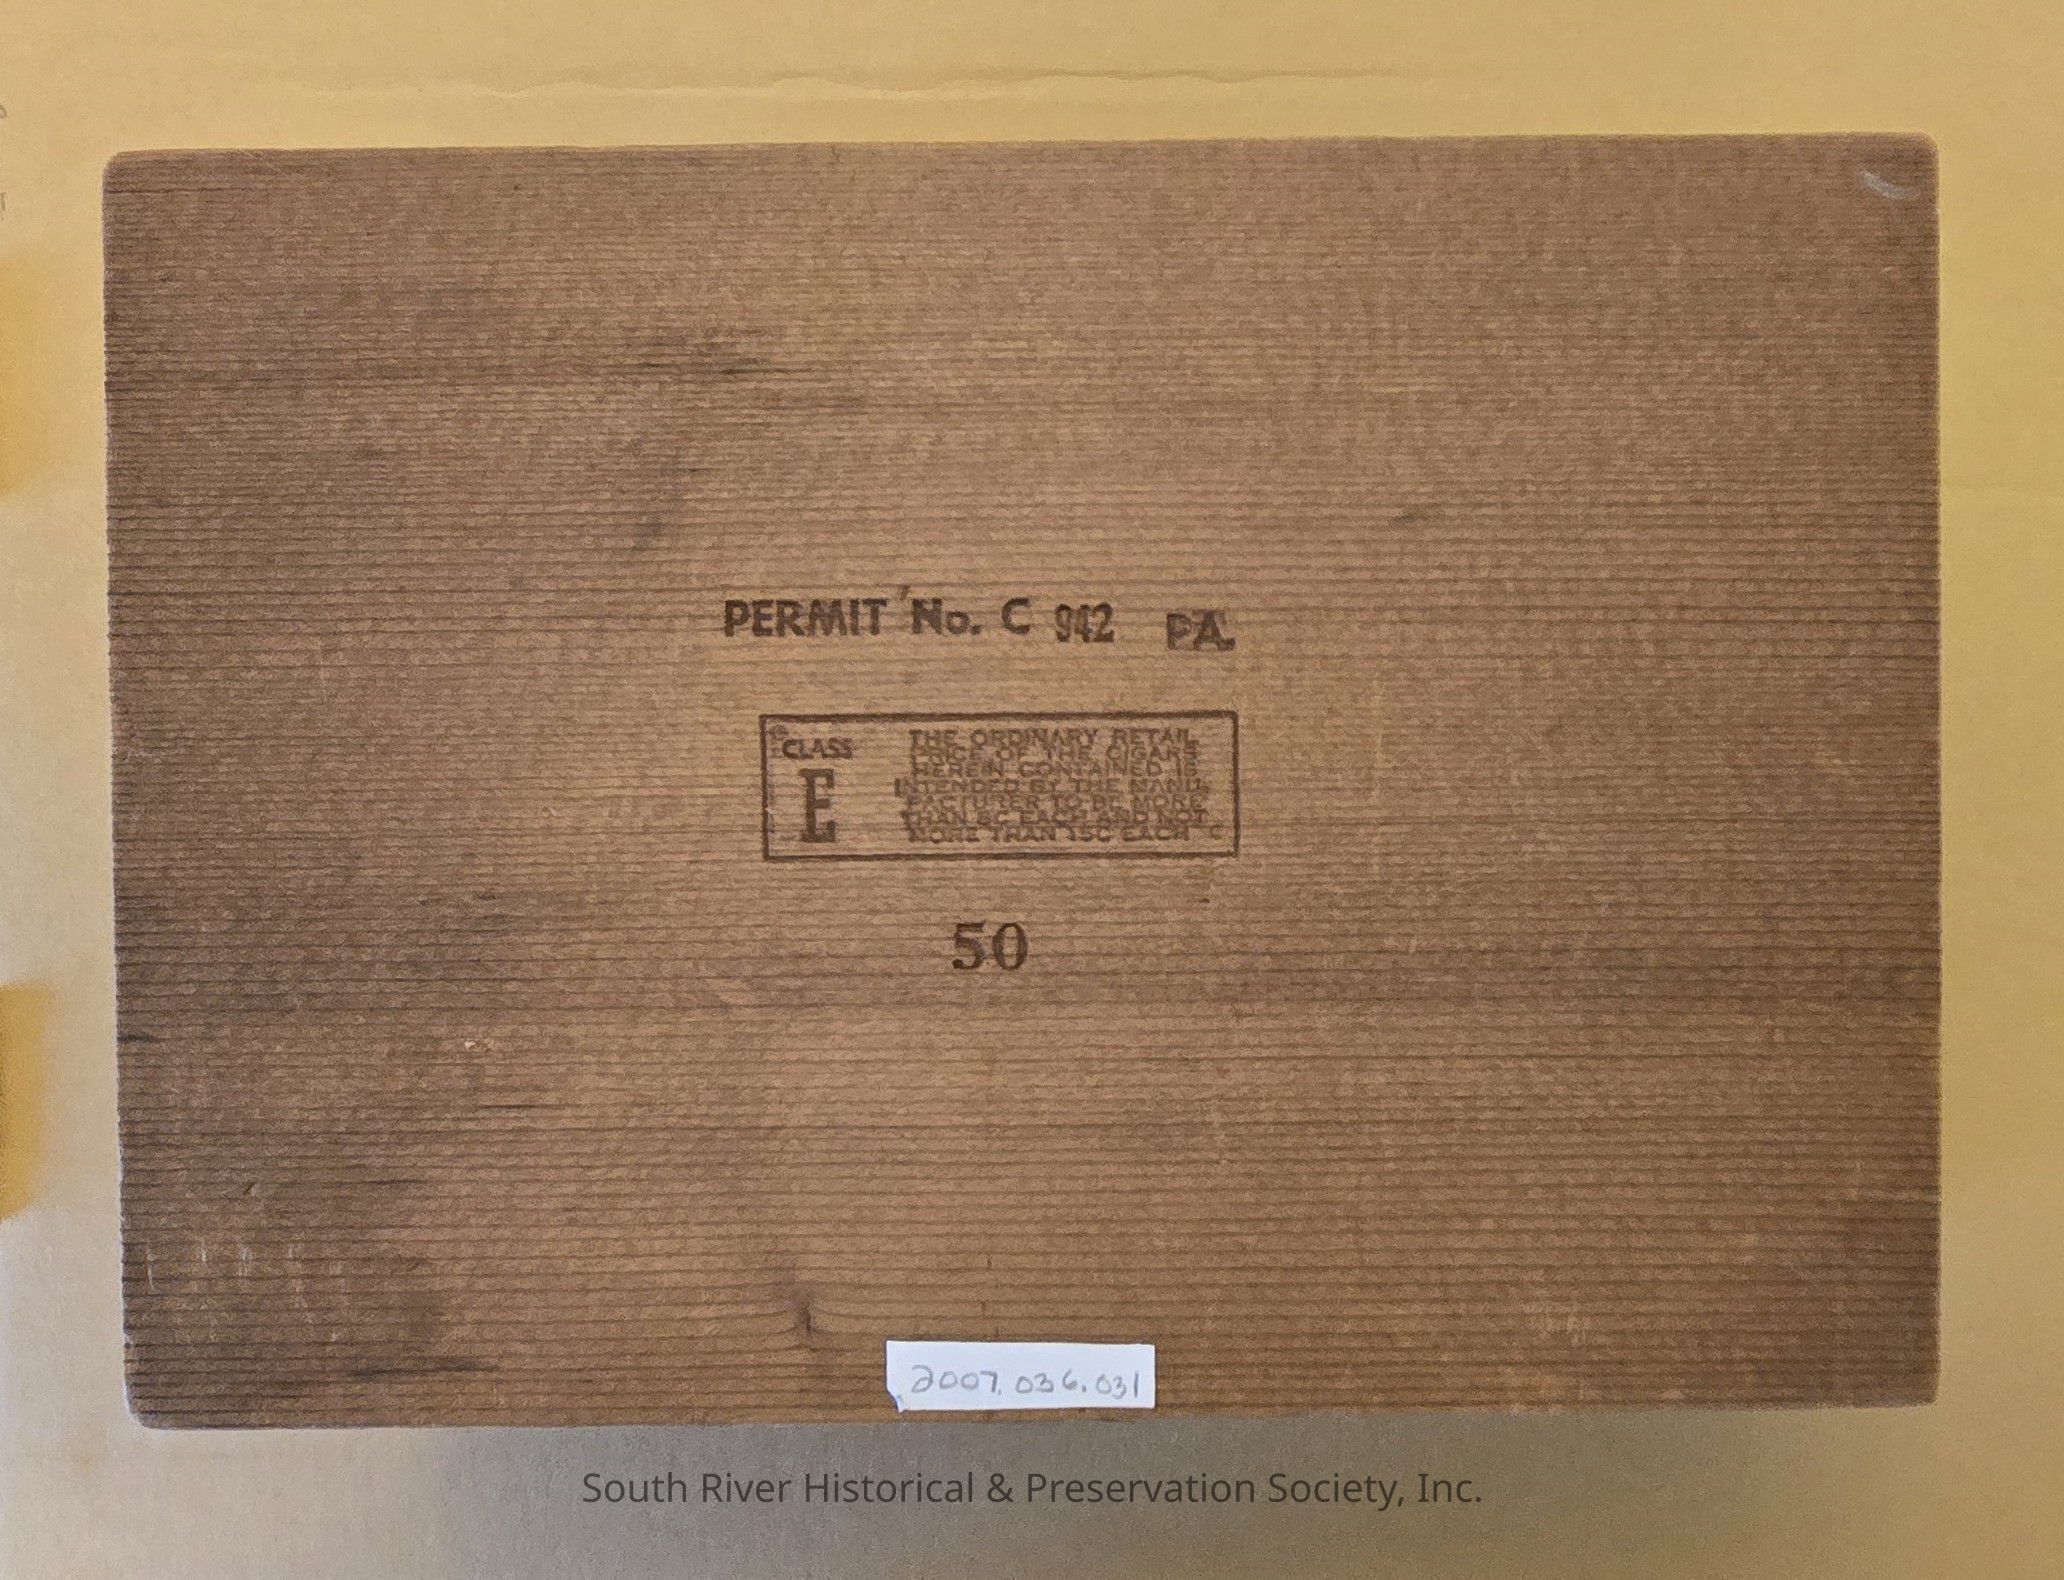 PERMIT No. C 942 PA.
CLASS
E
THE ORDINARY RETAIL
PRICE OF THE CIGARS
HEREIN CONTAINED IS
INTENDED BY THE MANU-
FACTURER TO BE MORE
THAN 8C EACH AND NOT
MORE THAN 15C EACH
50
2007.036.031
South River Historical & Preservation Society, Inc.